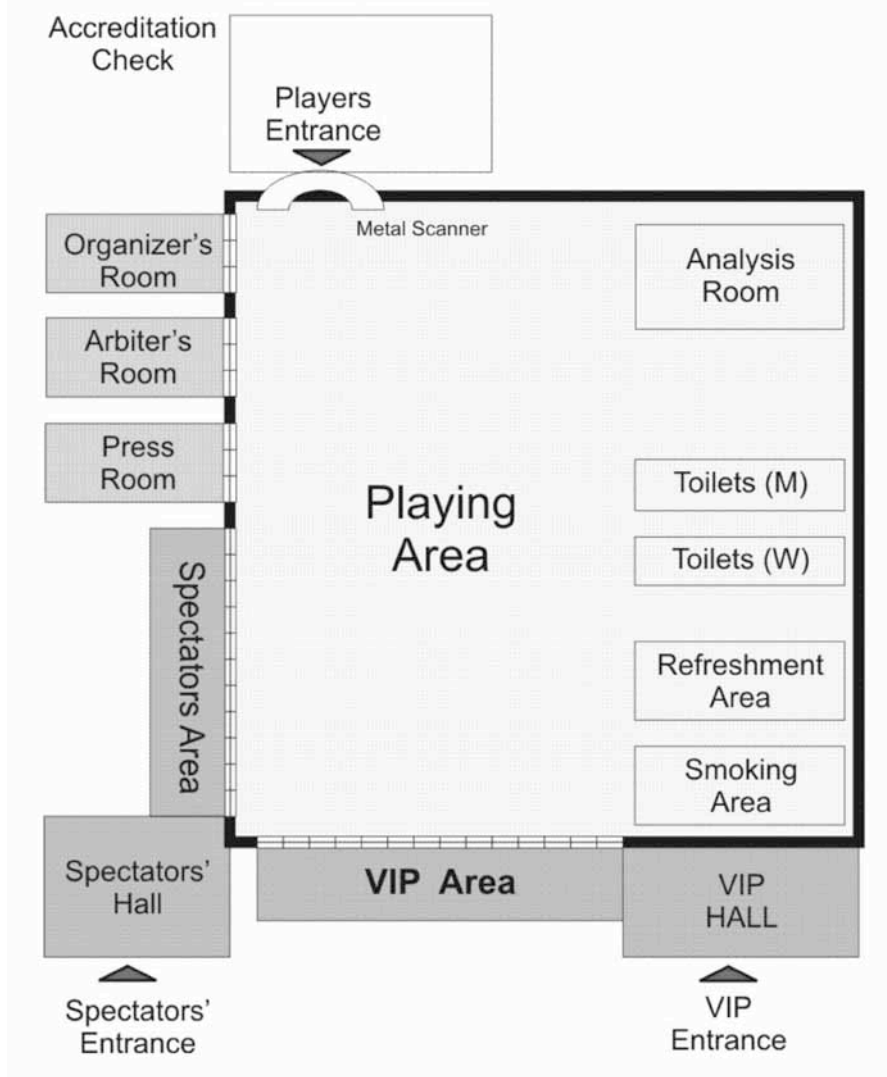 Accreditation
Check
Players
Entrance
Metal Scanner
Organizer's
Room
Analysis
Room
Arbiter's
Room
Press
Room
Playing
Area
Toilets (M)
Toilets (W)
Spectators Area
Refreshment
Area
Smoking
Area
Spectators'
Hall
VIP Area
VIP
HALL
Spectators'
Entrance
VIP
Entrance